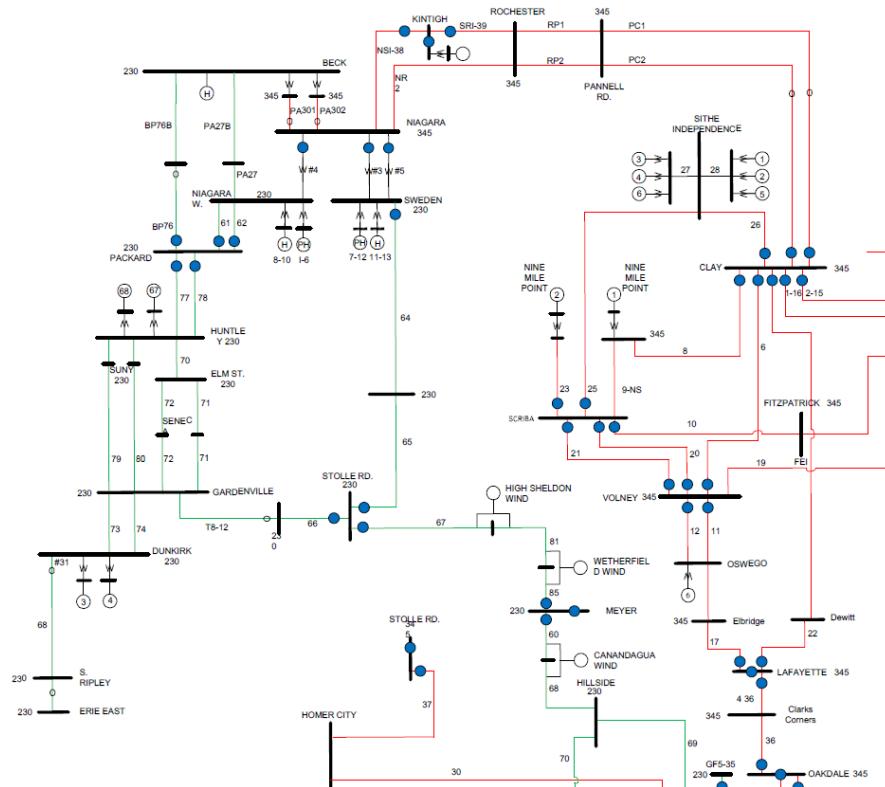 ROCHESTER
345
KINTIGH
SRI-39
RP1
PC1
NSI-38
BECK
230
RP2
PC2
NR
2
345
PANNELL
RD.
H
W
W
345
345
PA301
PA302
O
O
BP76B
PA27B
NIAGARA
345
SITHE
INDEPENDENCE
O
O
W #4
W#3
W #5
3
4
6
27
28
1
2
5
PA27
O
NIAGARA
W.
230
SWEDEN
230
BP76
61
62
H
PH
8-10
I-6
PH
H
7-12
11-13
26
230
PACKARD
CLAY
345
NINE
MILE
POINT
NINE
MILE
POINT
1-16
2-15
77
78
68
67
2
1
W
W
64
6
HUNTLE
Y 230
345
8
70
SUNY
230
ELM ST.
230
230
23
25
9-NS
FITZPATRICK 345
72
71
SENEC
A
SCRIBA
10
79
80
72
71
65
21
20
FEI
19
STOLLE RD.
230
HIGH SHELDON
WIND
VOLNEY
345
230
GARDENVILLE
T8-12
O
23
0
66
67
12
11
73
74
81
DUNKIRK
230
#31
O
WETHERFIEL
D WIND
OSWEGO
3
4
85
6
230
MEYER
345
Elbridge
Dewitt
68
STOLLE RD.
34
5
60
17
22
CANANDAGUA
WIND
LAFAYETTE 345
230
S.
RIPLEY
O
68
HILLSIDE
230
4 36
37
Clarks
Corners
345
230
ERIE EAST
HOMER CITY
36
69
70
GF5-35
230
30
OAKDALE 345